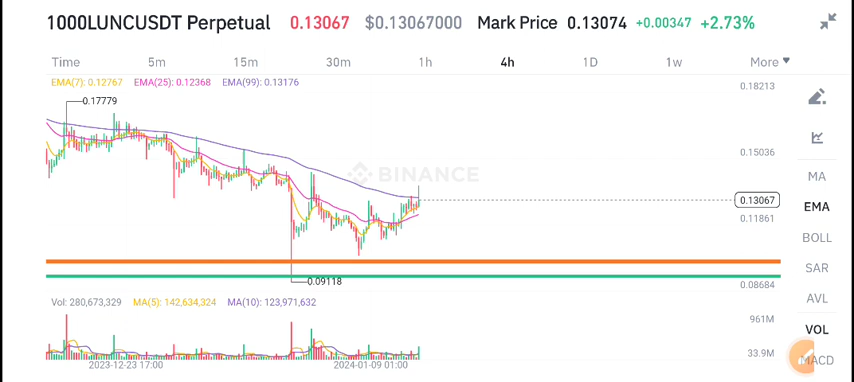 1000LUNCUSDT Perpetual 0.13067 $0.13067000 Mark Price 0.13074 +0.00347 +2.73%
Time 5m 15m 30m 1h 4h 1D 1w More
EMA(7): 0.12767 EMA(25): 0.12368 EMA(99): 0.13176
0.18213
0.17779
0.15036
BINANCE
MA
0.13067
EMA
0.11861
BOLL
SAR
0.09118
0.08684
AVL
Vol: 280,673,329 MA(5): 142,634,324 MA(10): 123,971,632
961M
VOL
33.9M
MACD
2023-12-23 17:00 2024-01-09 01:00